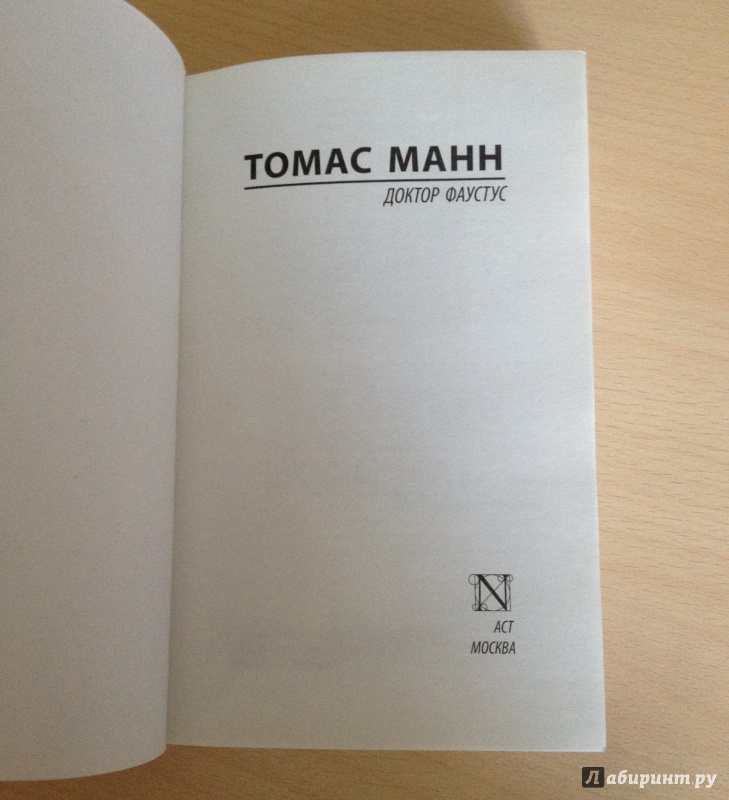 ТОМАС МАНН
ДОКТОР ФАУСТУС
N
АСТ
МОСКВА
Лабиринт.ру